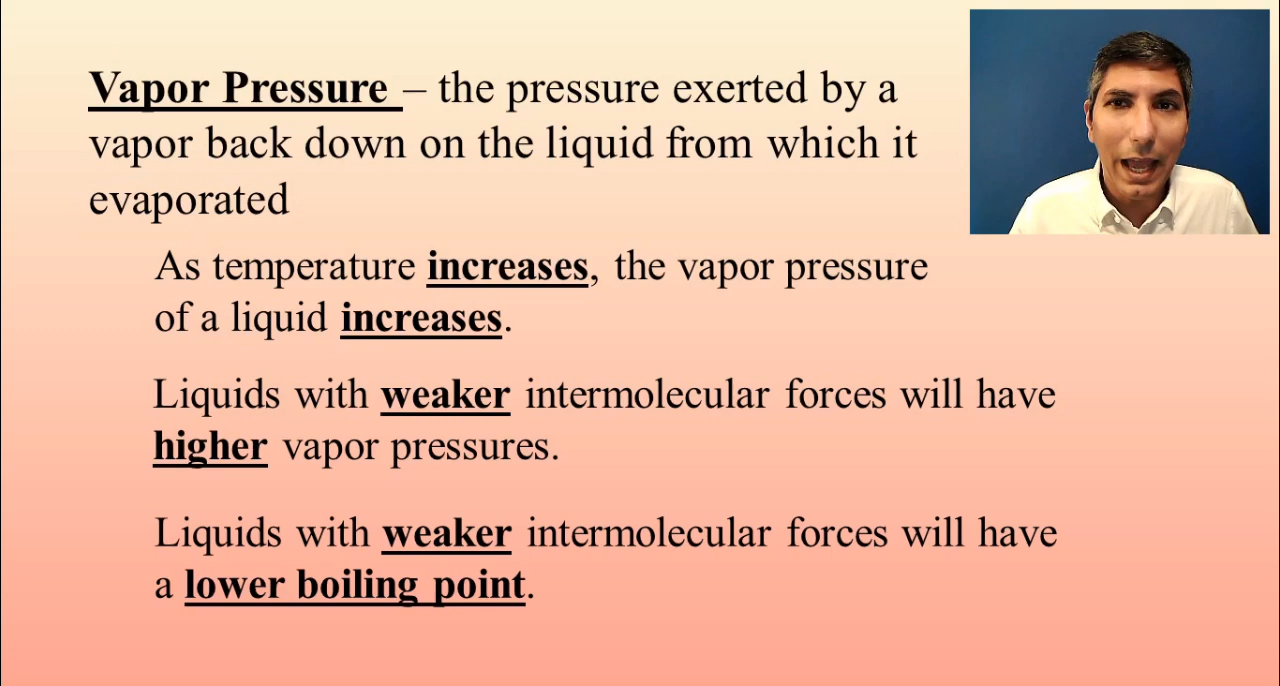 Vapor Pressure – the pressure exerted by a
vapor back down on the liquid from which it
evaporated
As temperature increases, the vapor pressure
of a liquid increases.
Liquids with weaker intermolecular forces will have
higher vapor pressures.
Liquids with weaker intermolecular forces will have
a lower boiling point.